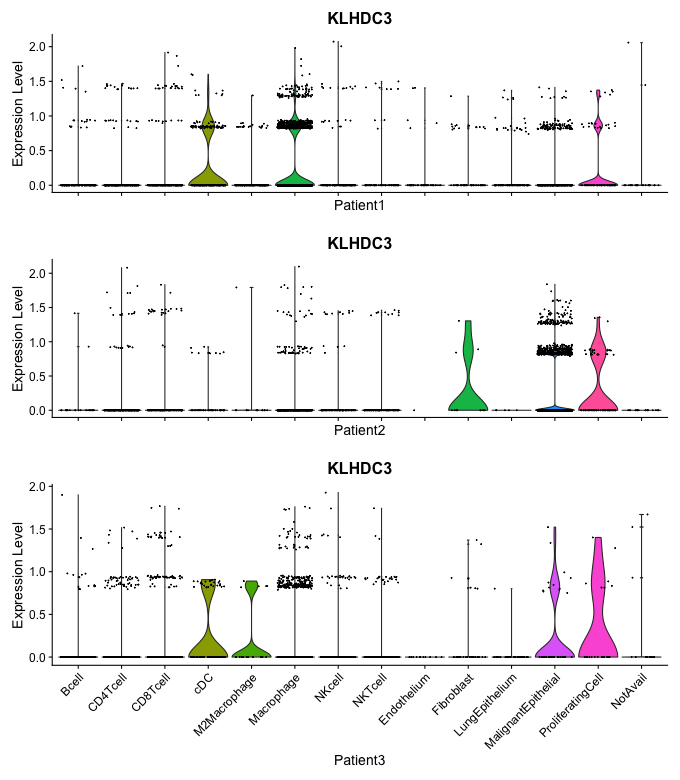 KLHDC3
Expression Level
2.0
1.5
1.0
0.5
0.0
Patient1
KLHDC3
Expression Level
2.0
1.5
1.0
0.5
0.0
Patient2
KLHDC3
Expression Level
2.0
1.5
1.0
0.5
0.0
Bcell
CD4Tcell
CD8Tcell
cDC
M2Macrophage
Macrophage
NKcell
NKTcell
Endothelium
Fibroblast
LungEpithelium
MalignantEpithelial
ProliferatingCell
NotAvail
Patient3